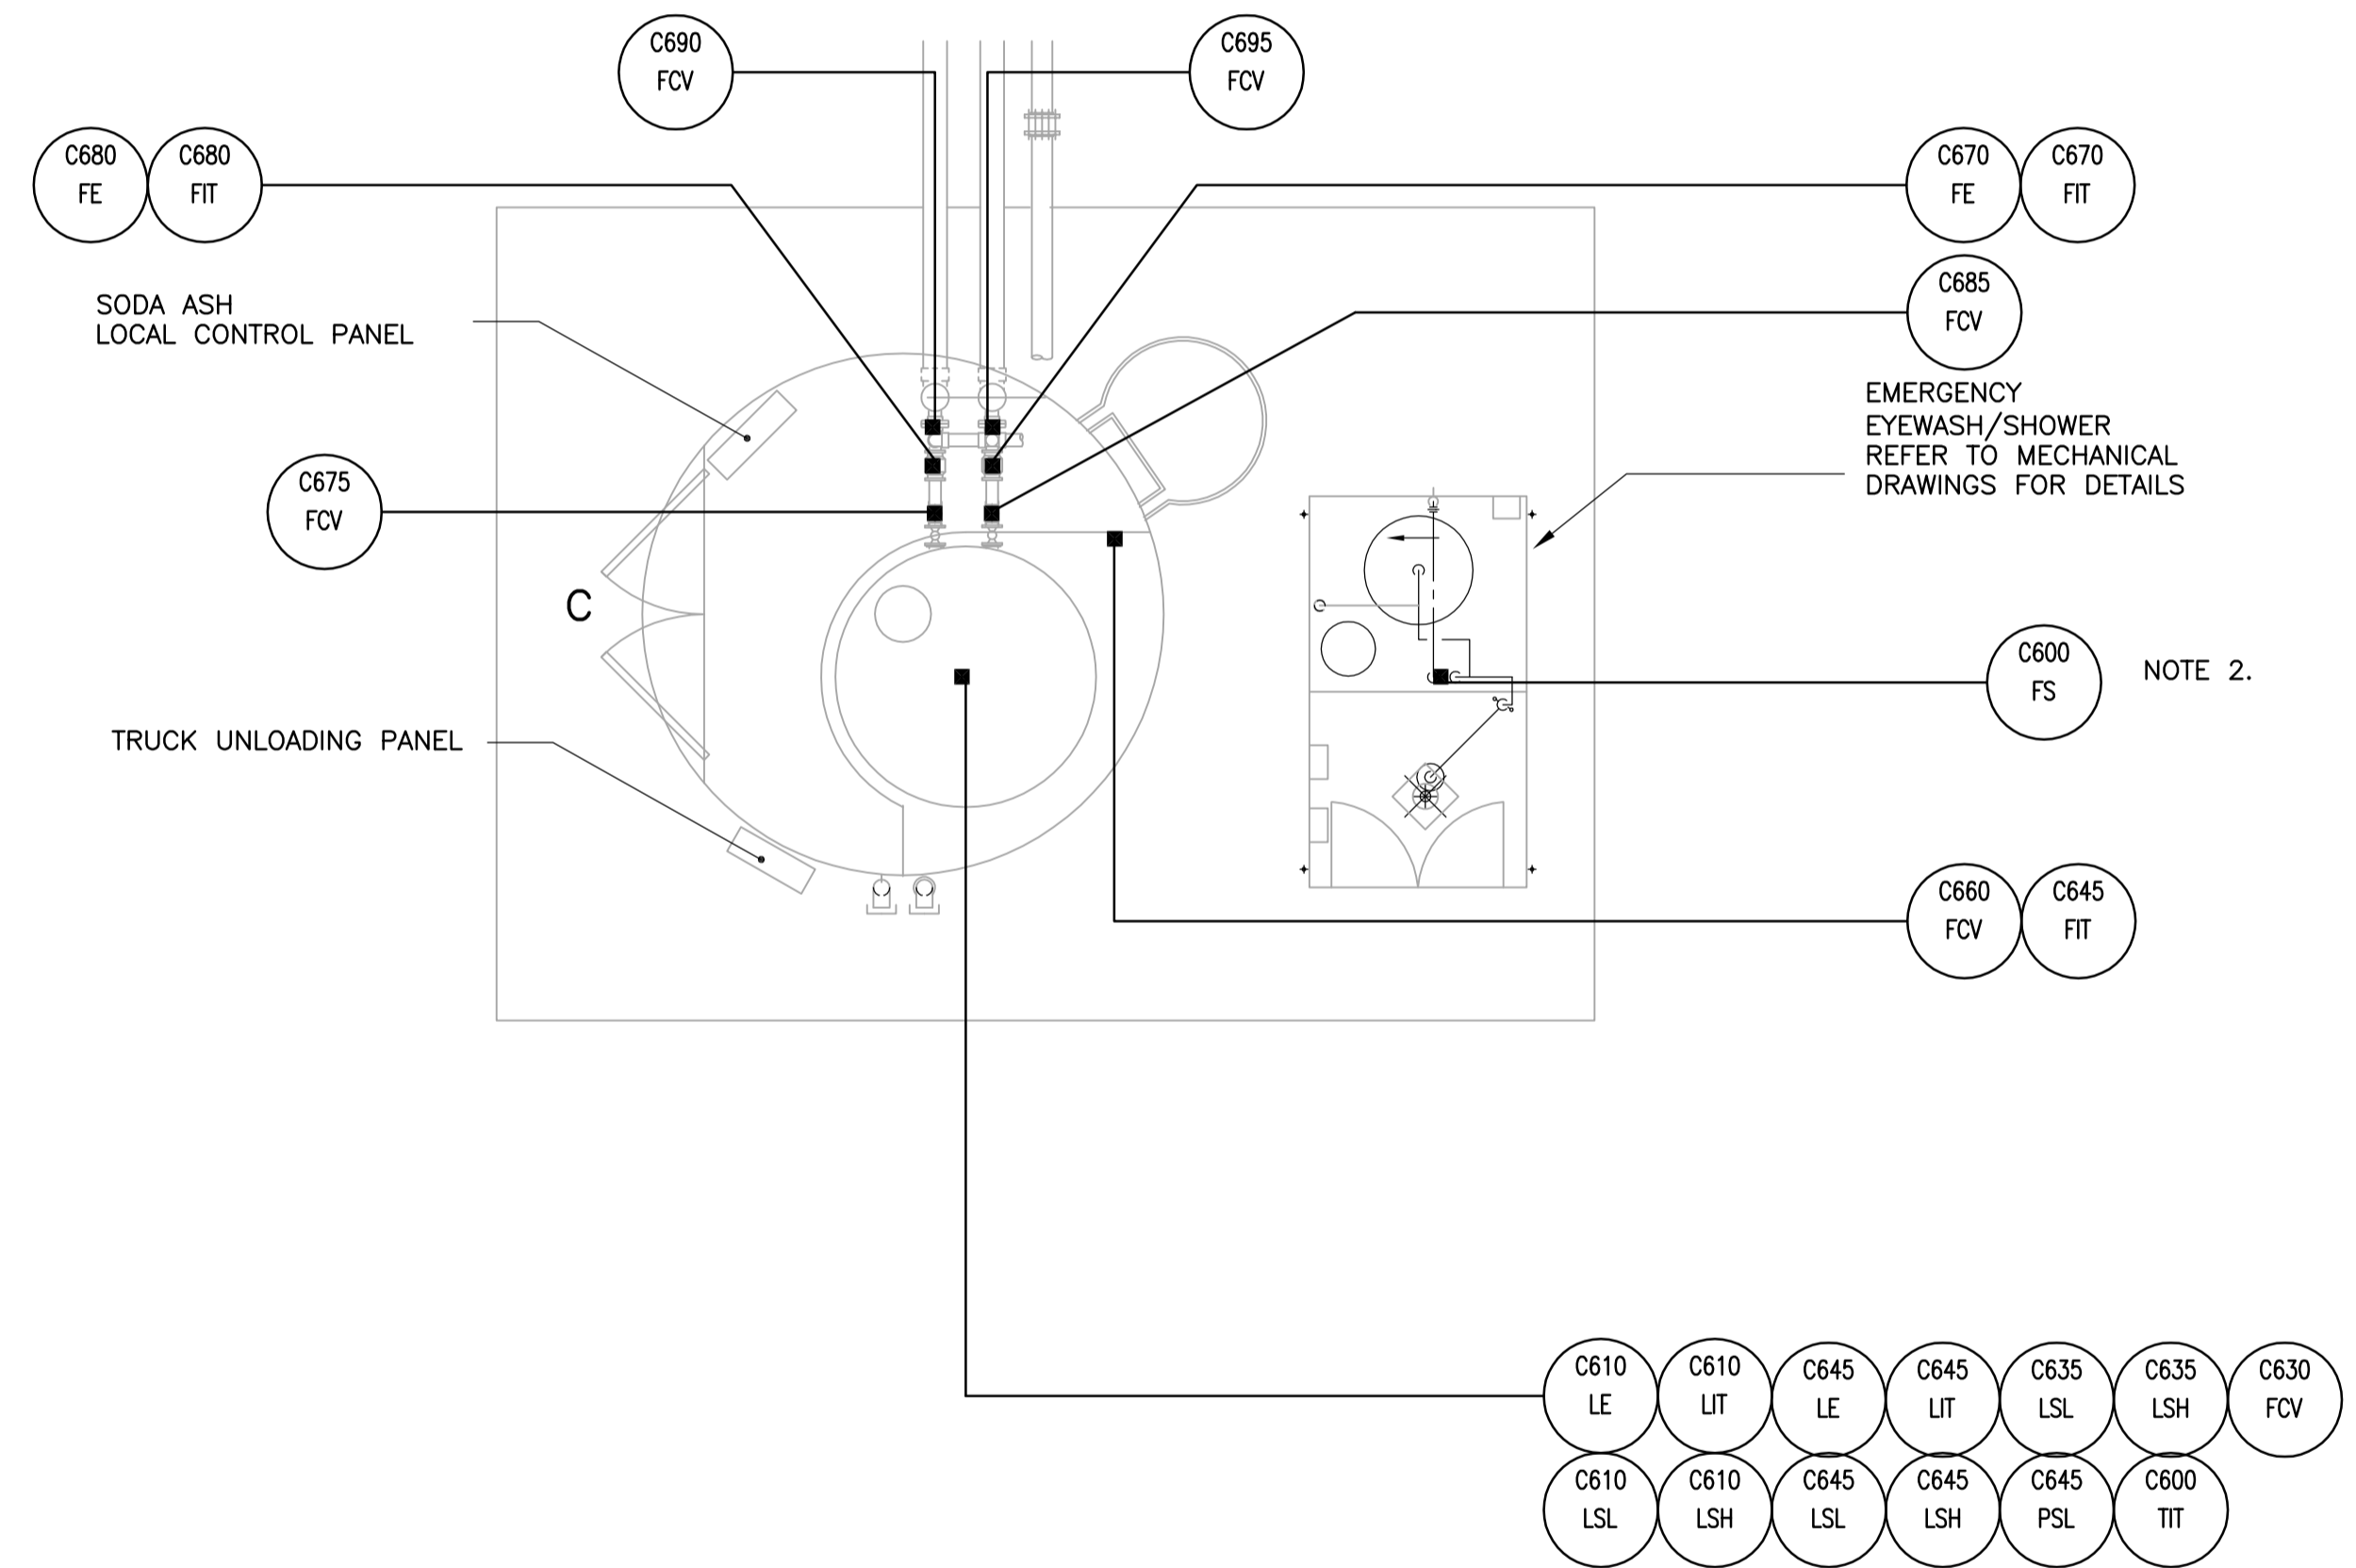 C690
FCV
C695
FCV
C680
FE
C680
FIT
C670
FE
C670
FIT
C685
FCV
SODA ASH
LOCAL CONTROL PANEL
EMERGENCY
EYEWASH/SHOWER
REFER TO MECHANICAL
DRAWINGS FOR DETAILS
C675
FCV
C
C600
FS
NOTE 2.
TRUCK UNLOADING PANEL
C660
FCV
C645
FIT
C610
LE
C610
LIT
C645
LE
C645
LIT
C635
LSL
C635
LSH
C630
FCV
C610
LSL
C610
LSH
C645
LSL
C645
LSH
C645
PSL
C600
TIT